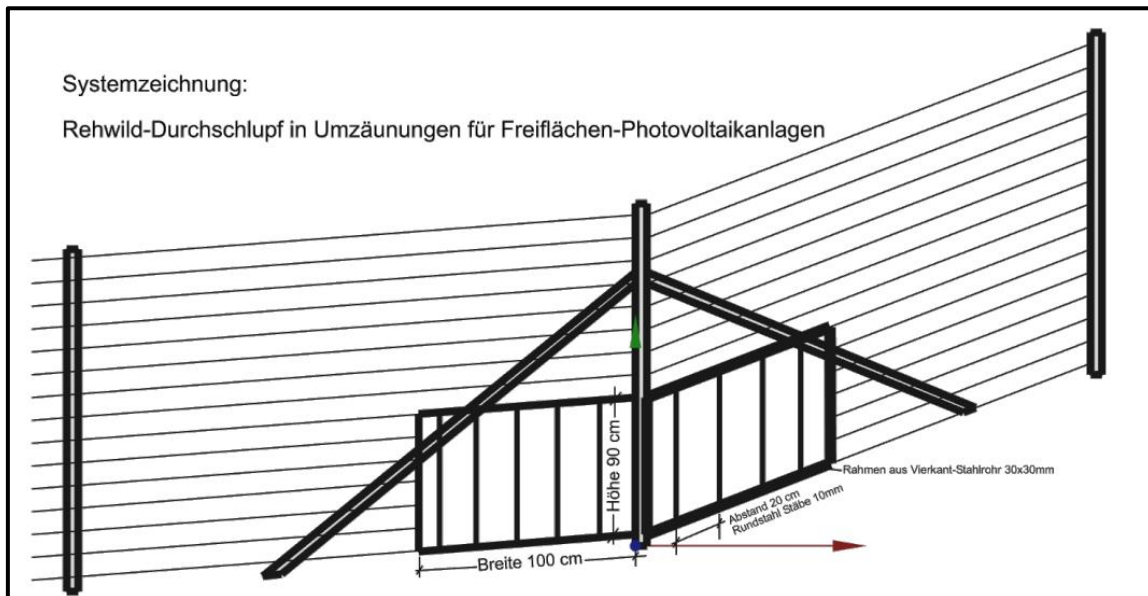 Systemzeichnung:
Rehwild-Durchschlupf in Umzäunungen für Freiflächen-Photovoltaikanlagen
Höhe 90 cm
Rahmen aus Vierkant-Stahlrohr 30x30mm
Abstand 20 cm
Rundstahl Stäbe 10mm
Breite 100 cm